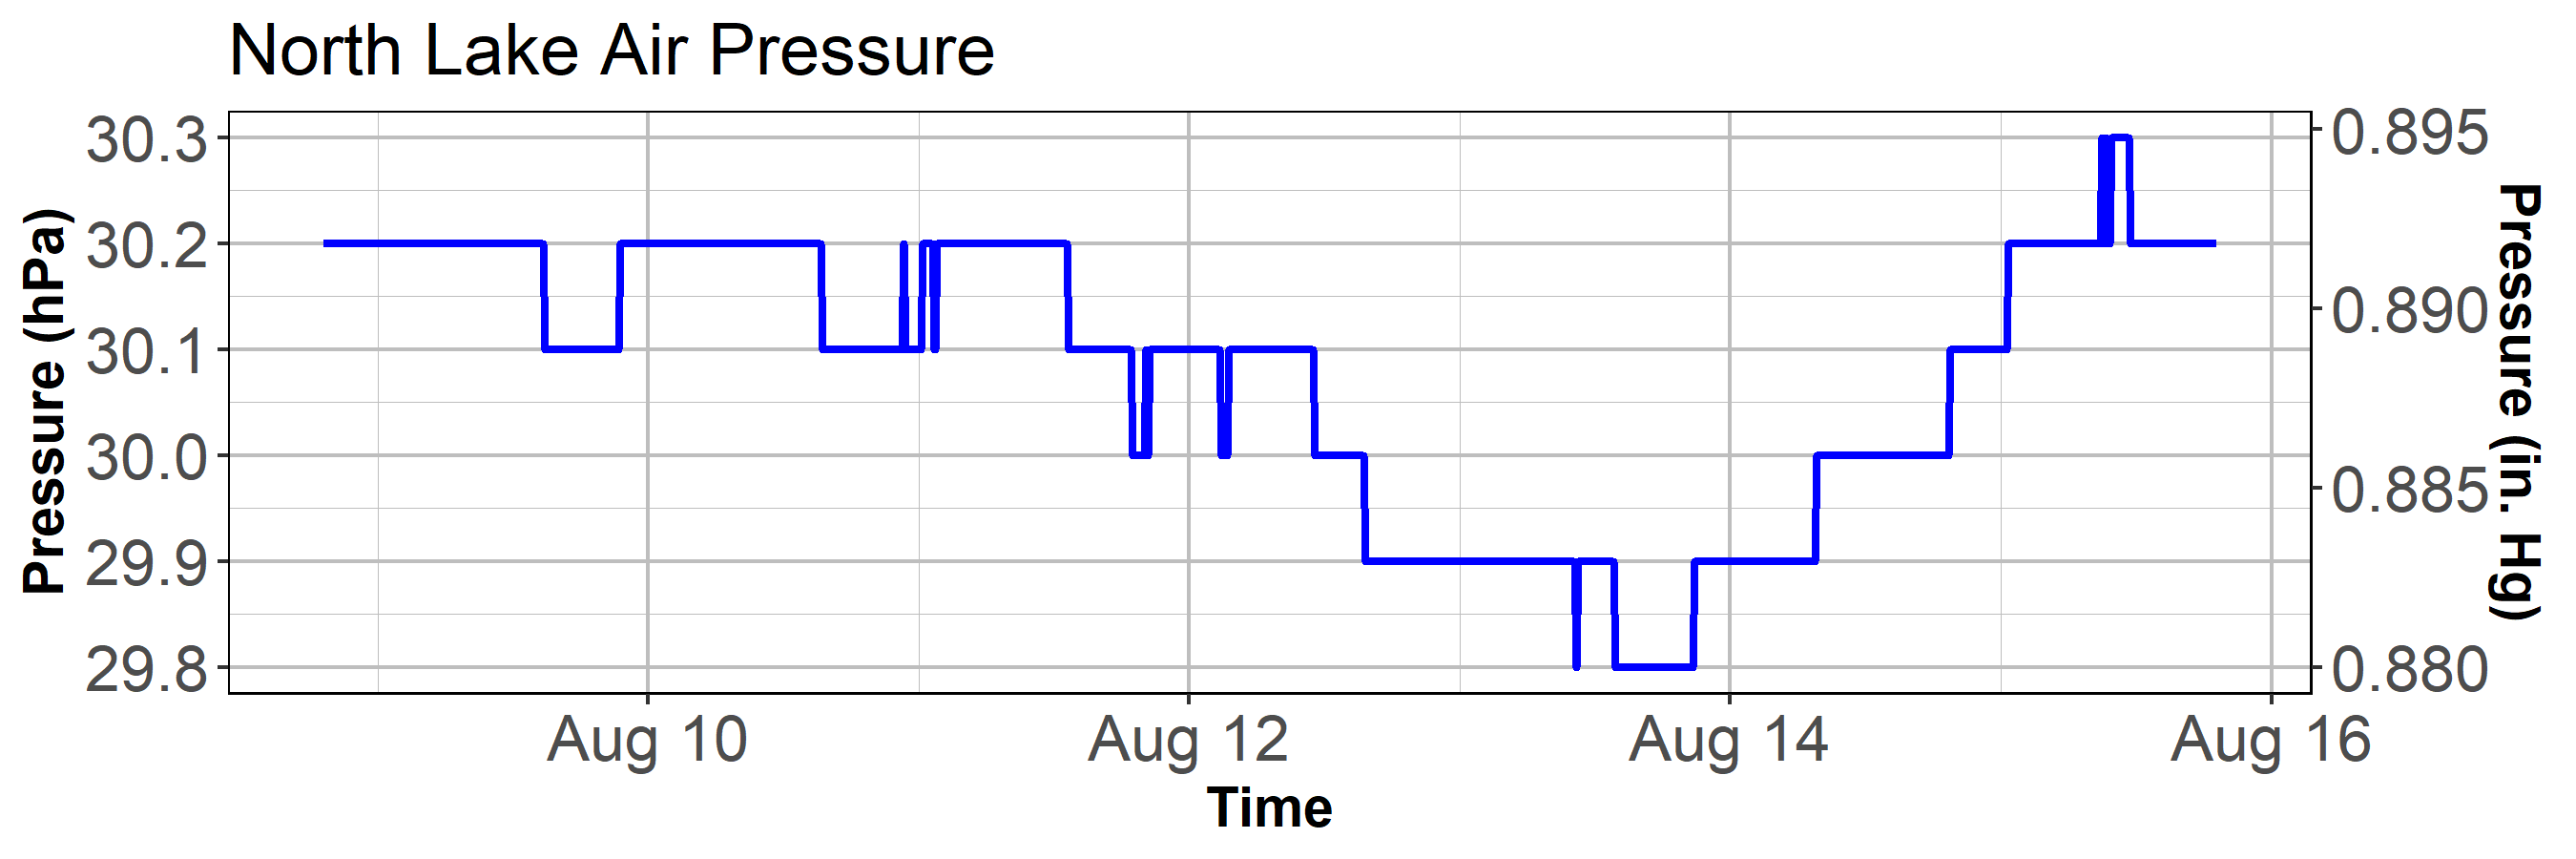 North Lake Air Pressure
Pressure (hPa)
30.3
30.2
30.1
30.0
29.9
29.8
0.895
0.890
0.885
0.880
Pressure (in. Hg)
Aug 10
Aug 12
Aug 14
Aug 16
Time